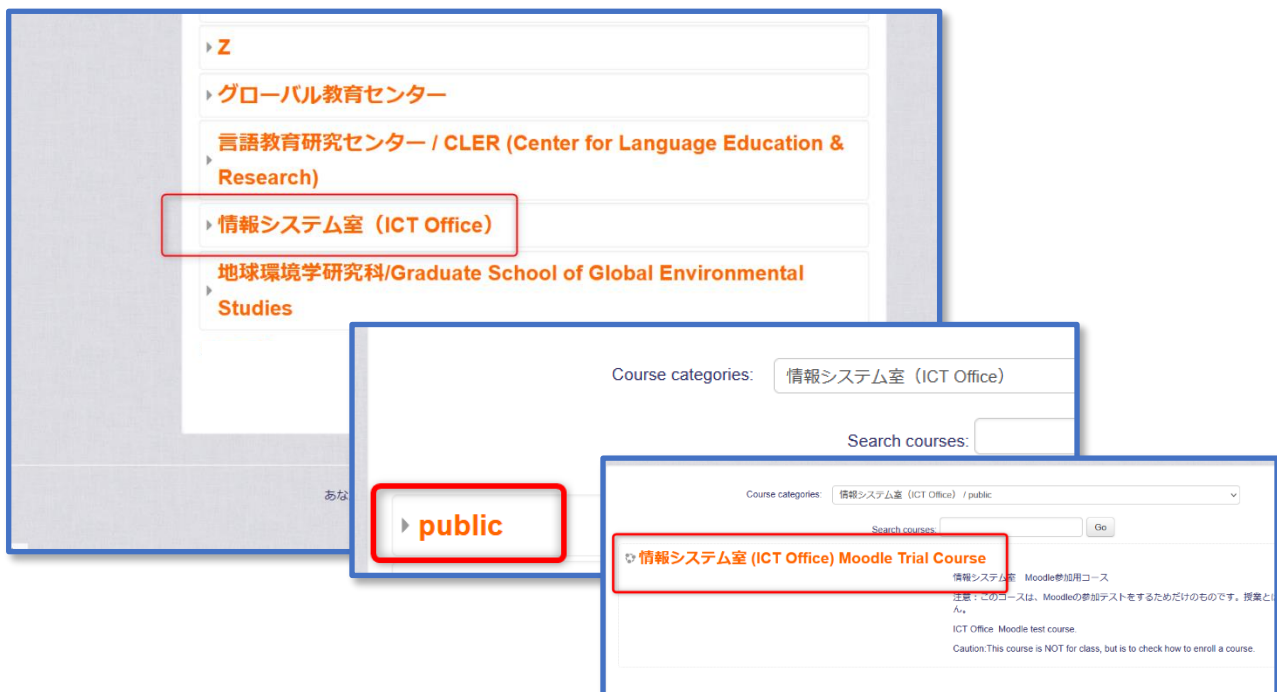 Z
グローバル教育センター
言語教育研究センター / CLER (Center for Language Education &
Research)
情報システム室（ICT Office）
地球環境学研究科/Graduate School of Global Environmental
Studies
あな
Course categories: 情報システム室（ICT Office）
Search courses:
public
Course categories: 情報システム室（ICT Office） / public
Search courses: Go
情報システム室 (ICT Office) Moodle Trial Course
情報システム室 Moodle参加用コース
注意：このコースは、Moodleの参加テストをするためだけのものです。授業と
ん。
ICT Office Moodle test course.
Caution:This course is NOT for class, but is to check how to enroll a course.